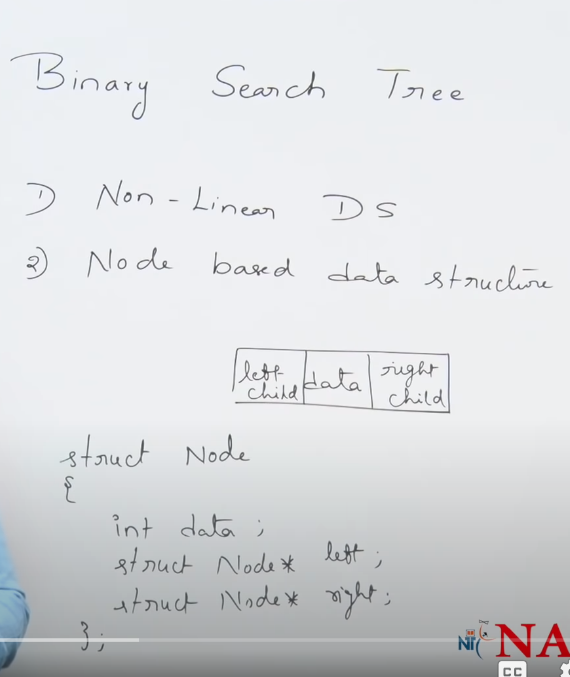 Binary Search Tree
1) Non-Linear DS
2) Node based data structure
left child data right child
struct Node
{
int data;
struct Node* left;
struct Node* right;
};
NA
CC